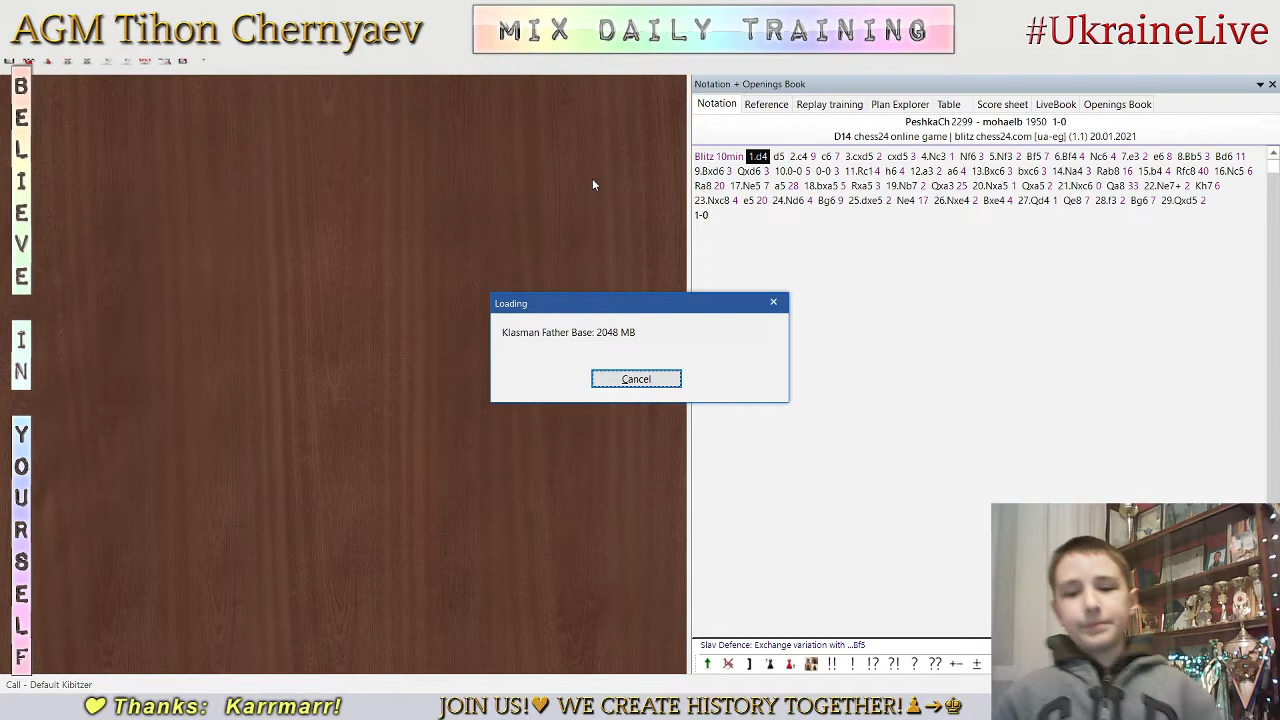 AGM Tihon Chernyaev
MIX DAILY TRAINING
#UkraineLive
BELIEVE
IN
YOURSELF
Notation + Openings Book
Notation Reference Replay training Plan Explorer Table Score sheet LiveBook Openings Book
PeshkaCh 2299 - mohaelb 1950 1-0
D14 chess24 online game | blitz chess24.com [ua-eg] (1.1) 20.01.2021
Blitz 10min 1.d4 d5 2.c4 9 c6 7 3.cxd5 2 cxd5 3 4.Nc3 1 Nf6 3 5.Nf3 2 Bf5 7 6.Bf4 4 Nc6 4 7.e3 2 e6 8 8.Bb5 3 Bd6 11
9.Bxd6 3 Qxd6 3 10.0-0 5 0-0 3 11.Rc1 4 h6 4 12.a3 2 a6 4 13.Bxc6 3 bxc6 3 14.Na4 3 Rab8 16 15.b4 4 Rfc8 40 16.Nc5 6
Ra8 20 17.Ne5 7 a5 28 18.bxa5 5 Rxa5 3 19.Nb7 2 Qxa3 25 20.Nxa5 1 Qxa5 2 21.Nxc6 0 Qa8 33 22.Ne7+ 2 Kh7 6
23.Nxc8 4 e5 20 24.Nd6 4 Bg6 9 25.dxe5 2 Ne4 17 26.Nxe4 2 Bxe4 4 27.Qd4 1 Qe8 7 28.f3 2 Bg6 7 29.Qxd5 2
1-0
Loading
Klasman Father Base: 2048 MB
Cancel
Slav Defence: Exchange variation with ...Bf5
] !! ! !? ?! ? ?? +− ±
Call - Default Kibitzer
Thanks: Karrmarr!
JOIN US! WE CREATE HISTORY TOGETHER!